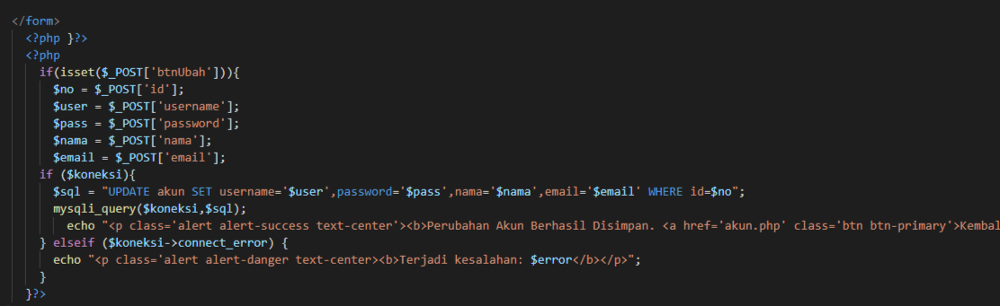 </form>
<?php }?>
<?php
if(isset($_POST['btnUbah'])){
$no = $_POST['id'];
$user = $_POST['username'];
$pass = $_POST['password'];
$nama = $_POST['nama'];
$email = $_POST['email'];
if ($koneksi){
$sql = "UPDATE akun SET username='$user',password='$pass',nama='$nama',email='$email' WHERE id=$no";
mysqli_query($koneksi,$sql);
echo "<p class='alert alert-success text-center'><b>Perubahan Akun Berhasil Disimpan. <a href='akun.php' class='btn btn-primary'>Kembal
} elseif ($koneksi->connect_error) {
echo "<p class='alert alert-danger text-center><b>Terjadi kesalahan: $error</b></p>";
}
}?>